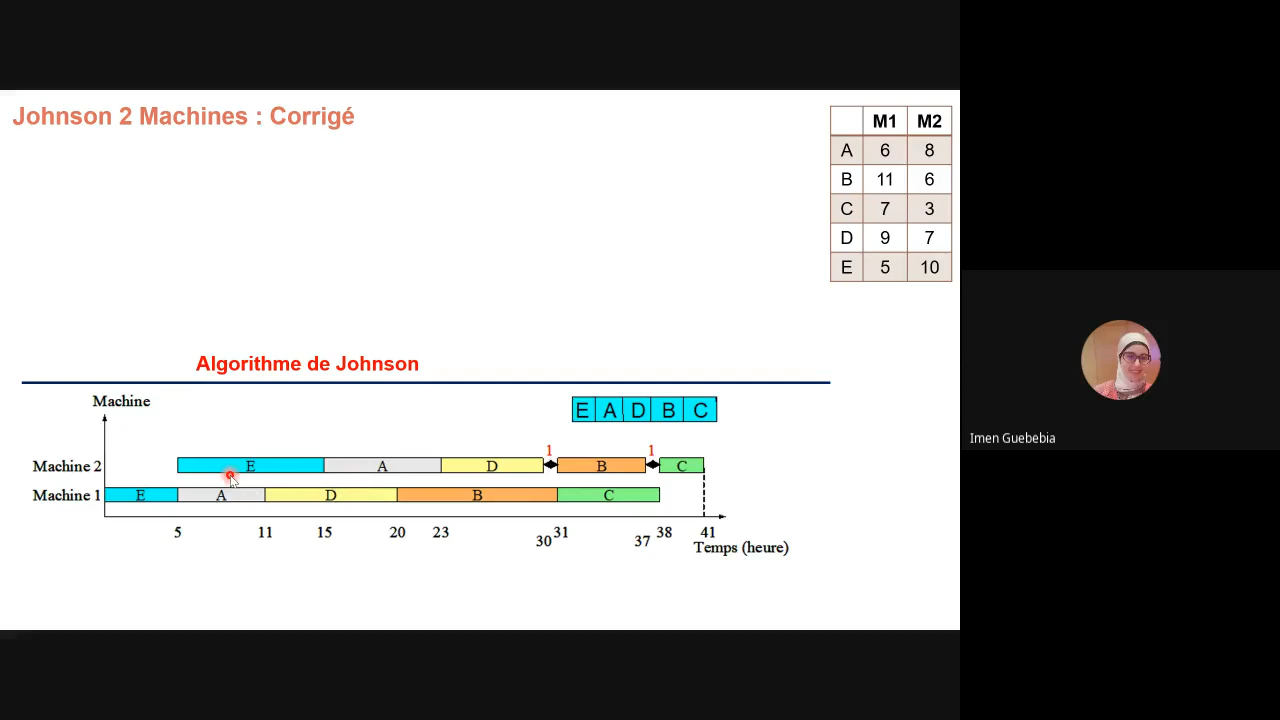 Johnson 2 Machines : Corrigé
M1 M2
A 6 8
B 11 6
C 7 3
D 9 7
E 5 10
Algorithme de Johnson
Machine
E A D B C
1 1
Machine 2 E A D B C
Machine 1 E A D B C
5 11 15 20 23 30 31 37 38 41
Temps (heure)
Imen Guebebia